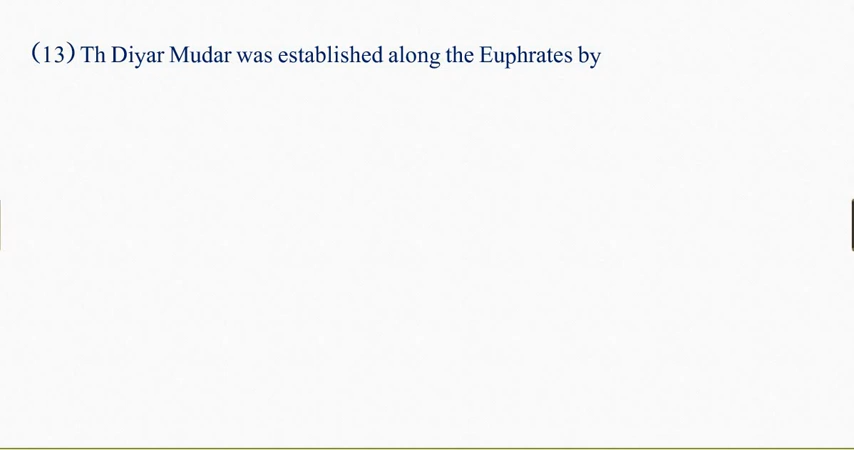 (13) Th Diyar Mudar was established along the Euphrates by